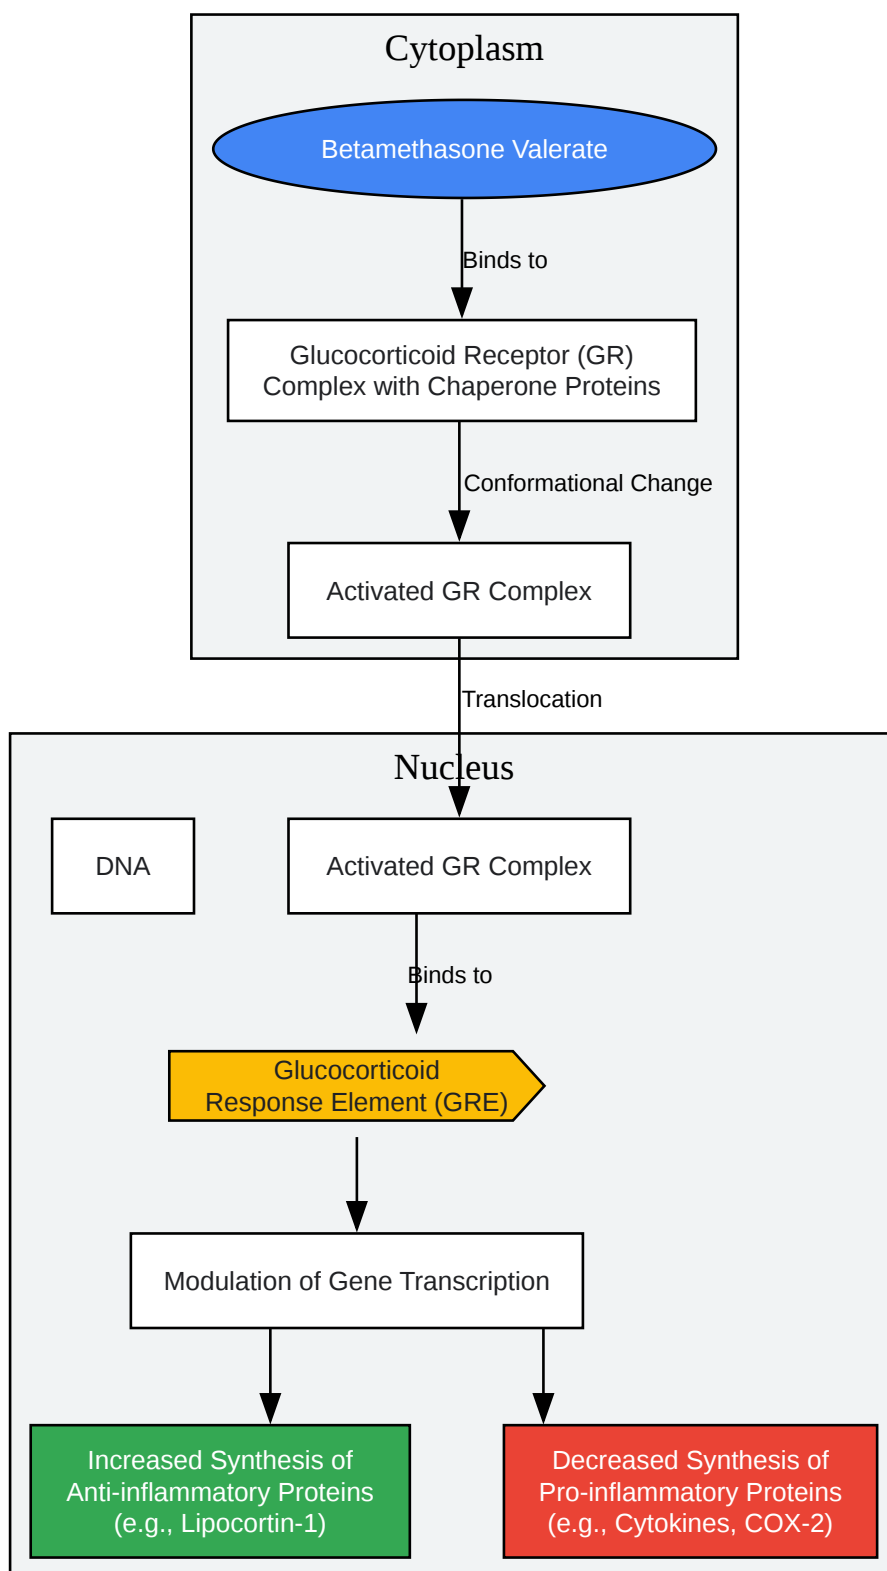 Cytoplasm
Betamethasone Valerate
Binds to
Glucocorticoid Receptor (GR)
Complex with Chaperone Proteins
Conformational Change
Activated GR Complex
Translocation
Nucleus
DNA
Activated GR Complex
Binds to
Glucocorticoid
Response Element (GRE)
Modulation of Gene Transcription
Increased Synthesis of
Anti-inflammatory Proteins
(e.g., Lipocortin-1)
Decreased Synthesis of
Pro-inflammatory Proteins
(e.g., Cytokines, COX-2)